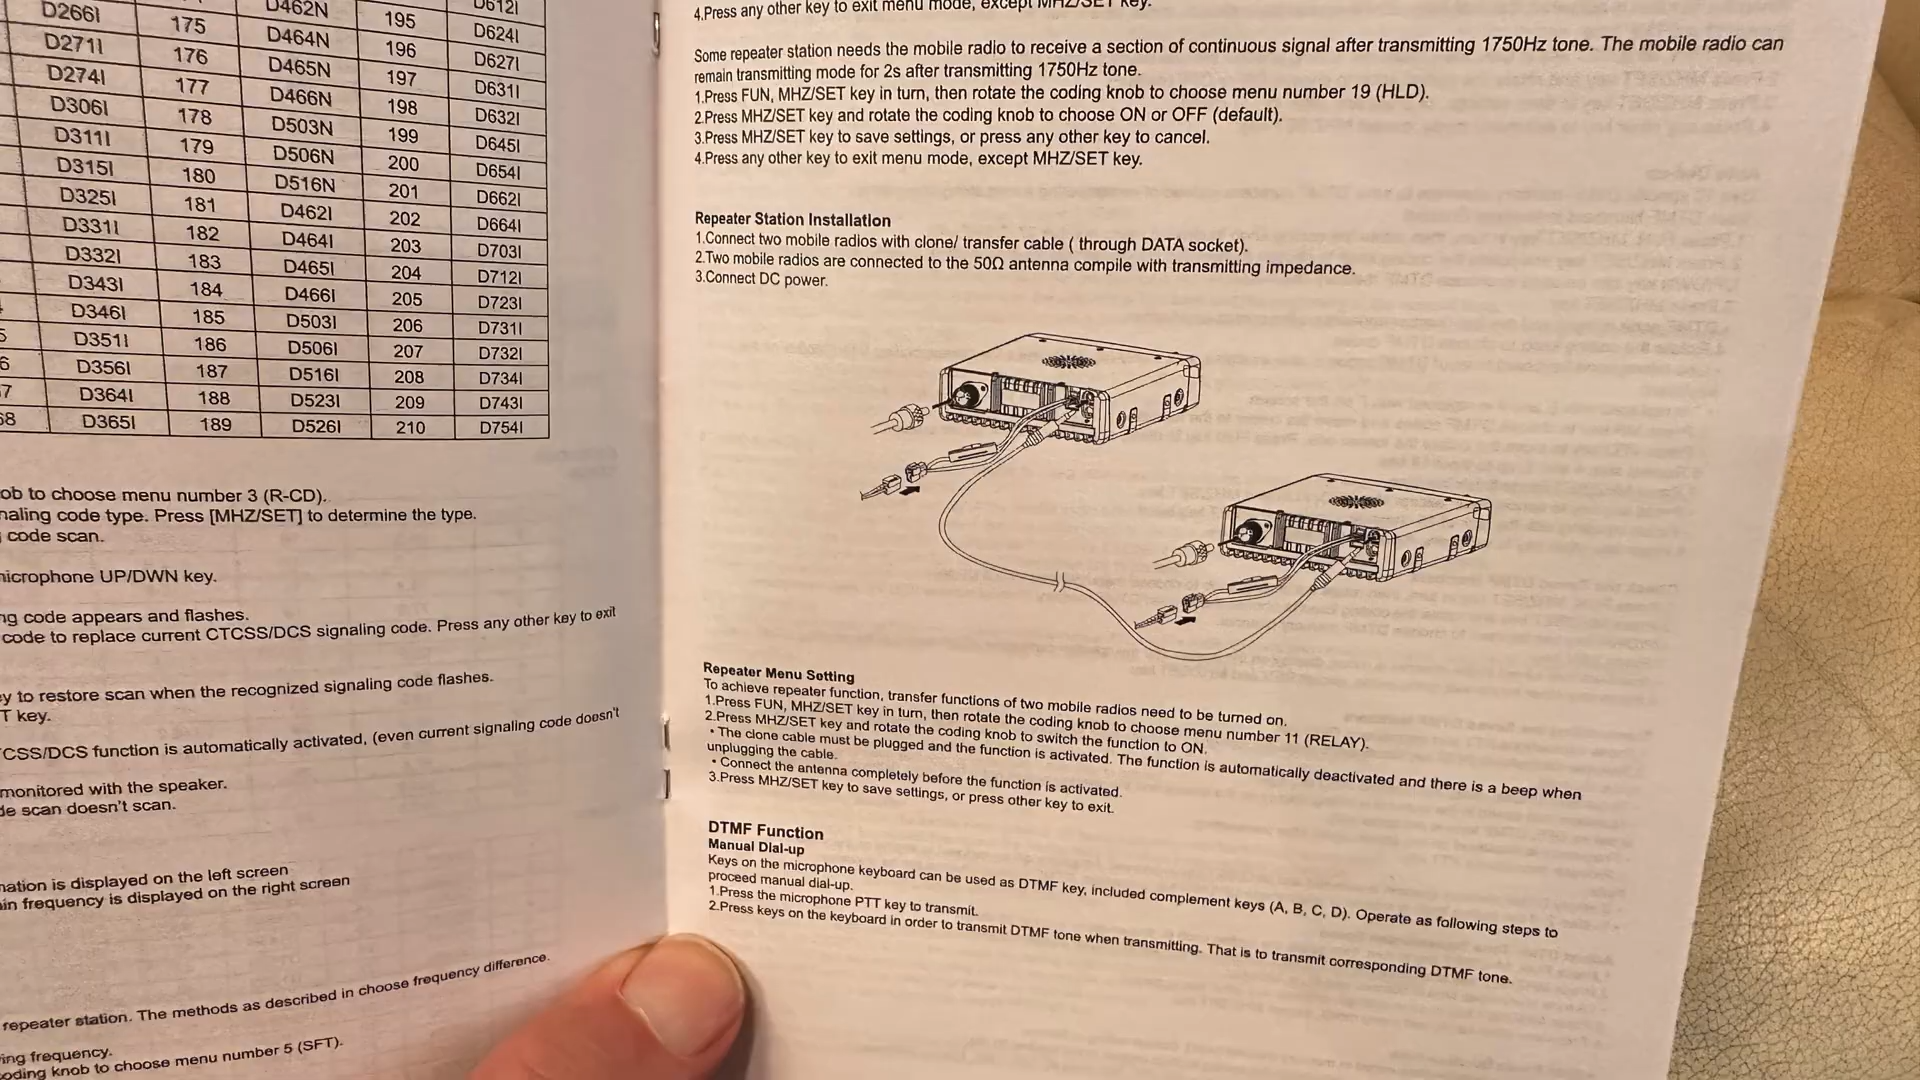 D266I 175 D462N 195 D612I
D271I 176 D464N 196 D624I
D274I 177 D465N 197 D627I
D306I 178 D466N 198 D631I
D311I 179 D503N 199 D632I
D315I 180 D506N 200 D645I
D325I 181 D516N 201 D654I
D331I 182 D462I 202 D662I
D332I 183 D464I 203 D664I
D343I 184 D465I 204 D703I
D346I 185 D466I 205 D712I
D351I 186 D503I 206 D723I
D356I 187 D506I 207 D731I
D364I 188 D516I 208 D732I
D365I 189 D523I 209 D734I
D526I 210 D743I
D754I
ob to choose menu number 3 (R-CD).
naling code type. Press [MHZ/SET] to determine the type.
code scan.
microphone UP/DWN key.
ng code appears and flashes.
code to replace current CTCSS/DCS signaling code. Press any other key to exit
ey to restore scan when the recognized signaling code flashes.
T key.
TCSS/DCS function is automatically activated, (even current signaling code doesn't
monitored with the speaker.
de scan doesn't scan.
mation is displayed on the left screen
ain frequency is displayed on the right screen
repeater station. The methods as described in choose frequency difference.
ing frequency.
coding knob to choose menu number 5 (SFT).
4.Press any other key to exit menu mode, except MHZ/SET key.
Some repeater station needs the mobile radio to receive a section of continuous signal after transmitting 1750Hz tone. The mobile radio can
remain transmitting mode for 2s after transmitting 1750Hz tone.
1.Press FUN, MHZ/SET key in turn, then rotate the coding knob to choose menu number 19 (HLD).
2.Press MHZ/SET key and rotate the coding knob to choose ON or OFF (default).
3.Press MHZ/SET key to save settings, or press any other key to cancel.
4.Press any other key to exit menu mode, except MHZ/SET key.
Repeater Station Installation
1.Connect two mobile radios with clone/ transfer cable ( through DATA socket).
2.Two mobile radios are connected to the 50Ω antenna compile with transmitting impedance.
3.Connect DC power.
Repeater Menu Setting
To achieve repeater function, transfer functions of two mobile radios need to be turned on.
1.Press FUN, MHZ/SET key in turn, then rotate the coding knob to choose menu number 11 (RELAY).
2.Press MHZ/SET key and rotate the coding knob to switch the function to ON.
• The clone cable must be plugged and the function is activated. The function is automatically deactivated and there is a beep when
unplugging the cable.
• Connect the antenna completely before the function is activated.
3.Press MHZ/SET key to save settings, or press other key to exit.
DTMF Function
Manual Dial-up
Keys on the microphone keyboard can be used as DTMF key, included complement keys (A, B, C, D). Operate as following steps to
proceed manual dial-up.
1.Press the microphone PTT key to transmit.
2.Press keys on the keyboard in order to transmit DTMF tone when transmitting. That is to transmit corresponding DTMF tone.